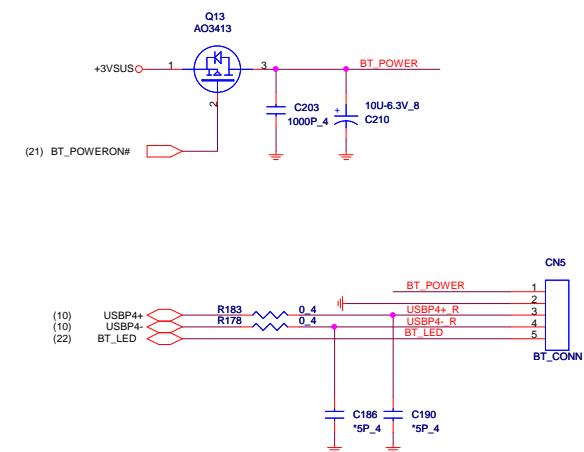 Q13
AO3413
+3VSUS 1 3 BT_POWER
2
C203 10U-6.3V_8
1000P_4 + C210
(21) BT_POWERON#
CN5
BT_POWER 1
2
(10) USBP4+ R183 0_4 USBP4+_R 3
(10) USBP4- R178 0_4 USBP4-_R 4
(22) BT_LED BT_LED 5
BT_CONN
C186 C190
*5P_4 *5P_4